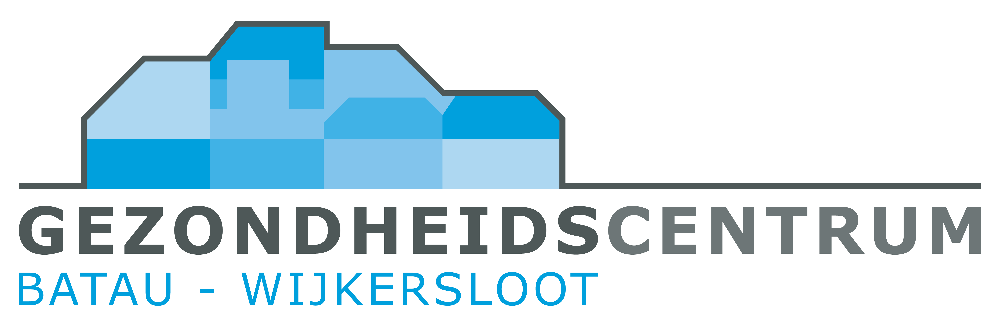 GEZONDHEIDSCENTRUM
BATAU - WIJKERSLOOT